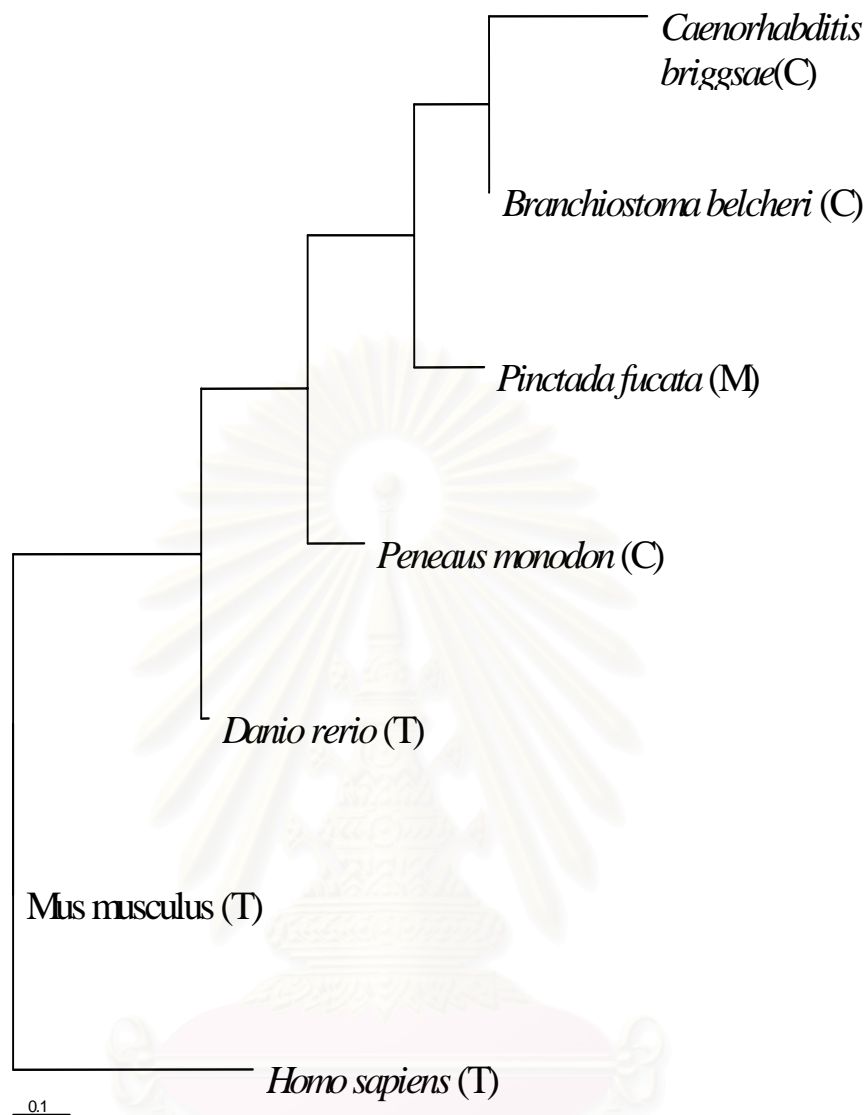 Caenorhabditis
briggsae(C)
Branchiostoma belcheri (C)
Pinctada fucata (M)
Peneaus monodon (C)
Danio rerio (T)
Mus musculus (T)
Homo sapiens (T)
0.1